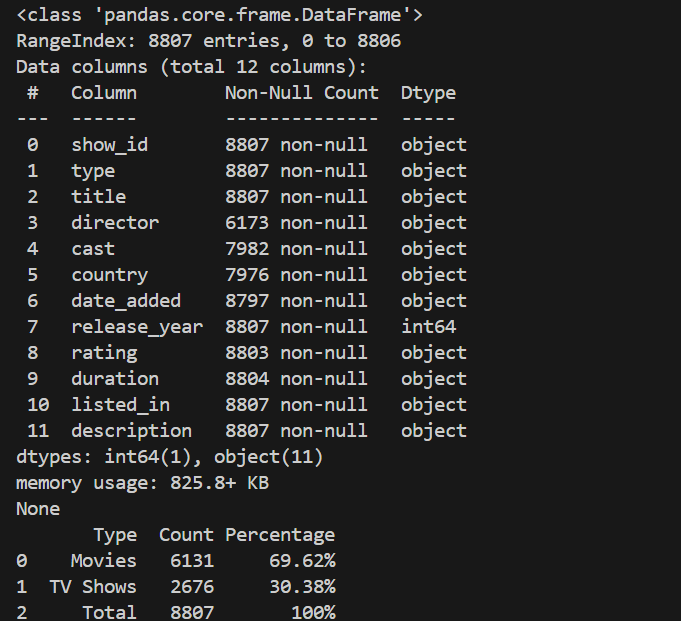 <class 'pandas.core.frame.DataFrame'>
RangeIndex: 8807 entries, 0 to 8806
Data columns (total 12 columns):
 #   Column        Non-Null Count  Dtype
---  ------        --------------  -----
 0   show_id       8807 non-null   object
 1   type          8807 non-null   object
 2   title         8807 non-null   object
 3   director      6173 non-null   object
 4   cast          7982 non-null   object
 5   country       7976 non-null   object
 6   date_added    8797 non-null   object
 7   release_year  8807 non-null   int64
 8   rating        8803 non-null   object
 9   duration      8804 non-null   object
 10  listed_in     8807 non-null   object
 11  description   8807 non-null   object
dtypes: int64(1), object(11)
memory usage: 825.8+ KB
None
       Type  Count Percentage
0    Movies   6131     69.62%
1  TV Shows   2676     30.38%
2     Total   8807       100%